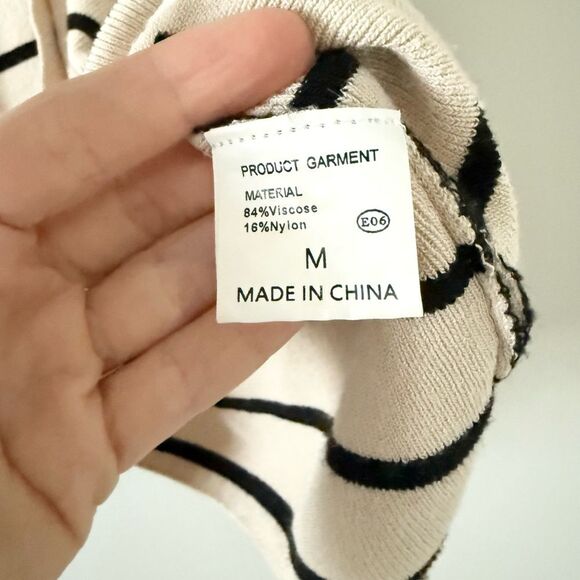 PRODUCT GARMENT
MATERIAL
84%Viscose
16%Nylon
E06
M
MADE IN CHINA